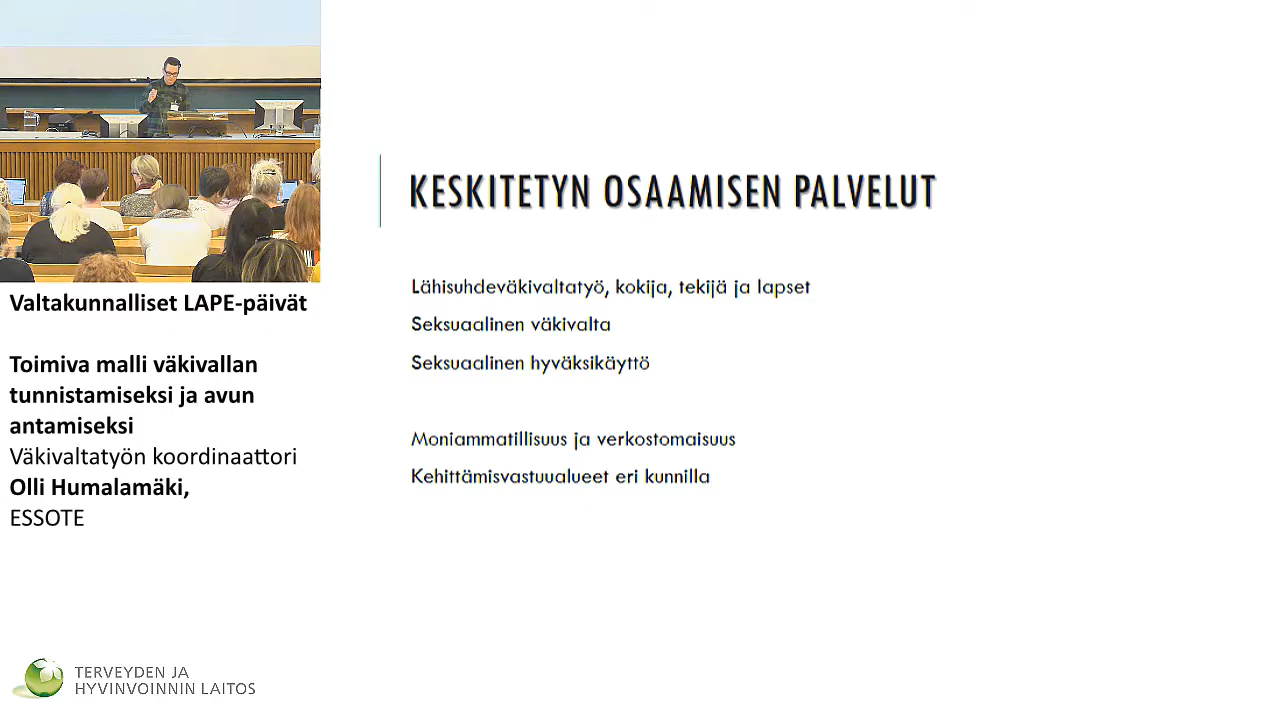 Valtakunnalliset LAPE-päivät
Toimiva malli väkivallan
tunnistamiseksi ja avun
antamiseksi
Väkivaltatyön koordinaattori
Olli Humalamäki,
ESSOTE
TERVEYDEN JA
HYVINVOINNIN LAITOS
KESKITETYN OSAAMISEN PALVELUT
Lähisuhdeväkivaltatyö, kokija, tekijä ja lapset
Seksuaalinen väkivalta
Seksuaalinen hyväksikäyttö
Moniammatillisuus ja verkostomaisuus
Kehittämisvastuualueet eri kunnilla